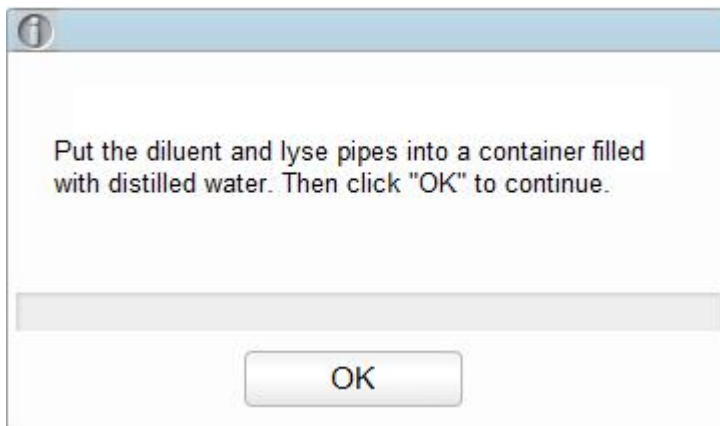 Put the diluent and lyse pipes into a container filled
with distilled water. Then click "OK" to continue.
OK